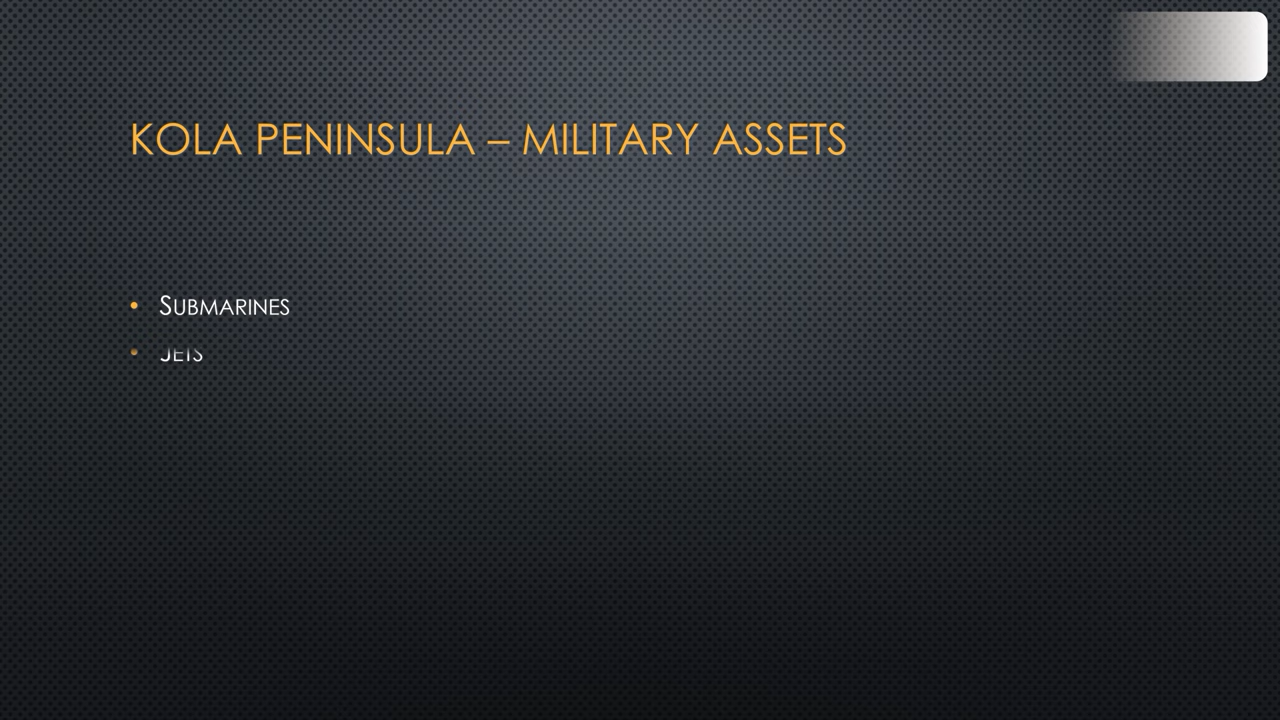 KOLA PENINSULA – MILITARY ASSETS
• SUBMARINES
• JETS